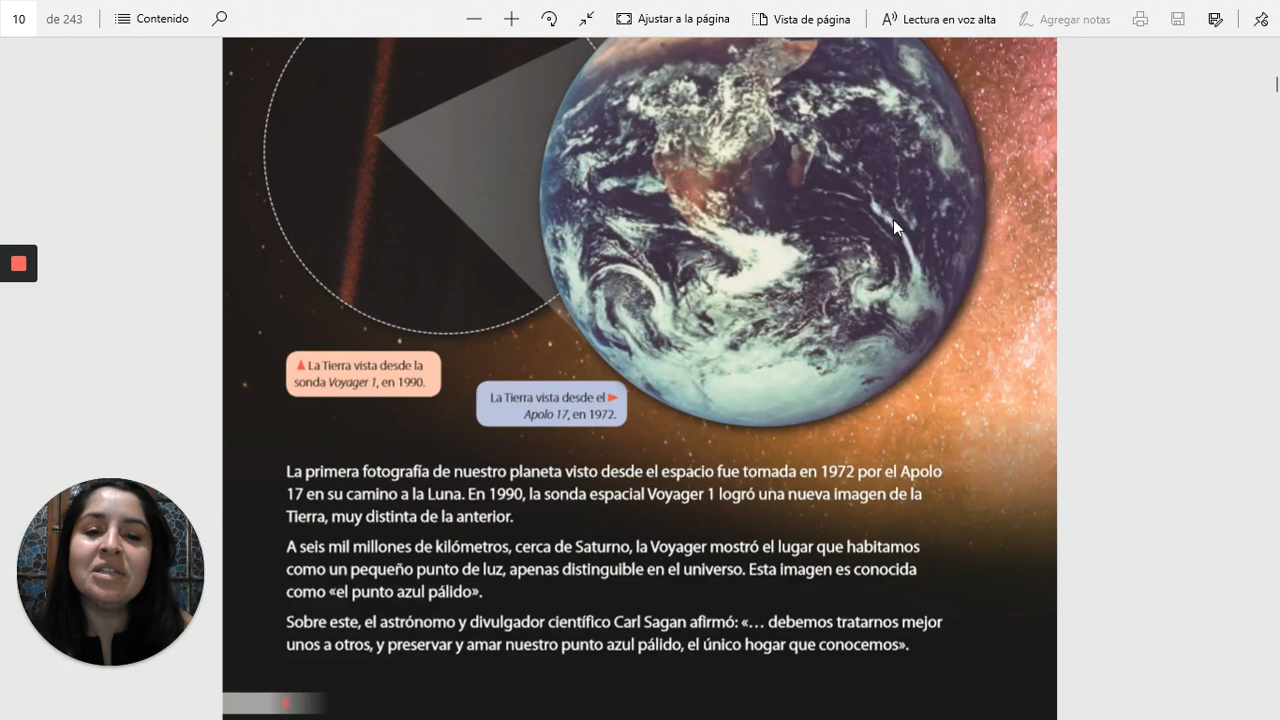 10 de 243 Contenido Ajustar a la página Vista de página Lectura en voz alta Agregar notas
La Tierra vista desde la
sonda Voyager 1, en 1990.
La Tierra vista desde el
Apolo 17, en 1972.
La primera fotografía de nuestro planeta visto desde el espacio fue tomada en 1972 por el Apolo
17 en su camino a la Luna. En 1990, la sonda espacial Voyager 1 logró una nueva imagen de la
Tierra, muy distinta de la anterior.
A seis mil millones de kilómetros, cerca de Saturno, la Voyager mostró el lugar que habitamos
como un pequeño punto de luz, apenas distinguible en el universo. Esta imagen es conocida
como «el punto azul pálido».
Sobre este, el astrónomo y divulgador científico Carl Sagan afirmó: «… debemos tratarnos mejor
unos a otros, y preservar y amar nuestro punto azul pálido, el único hogar que conocemos».